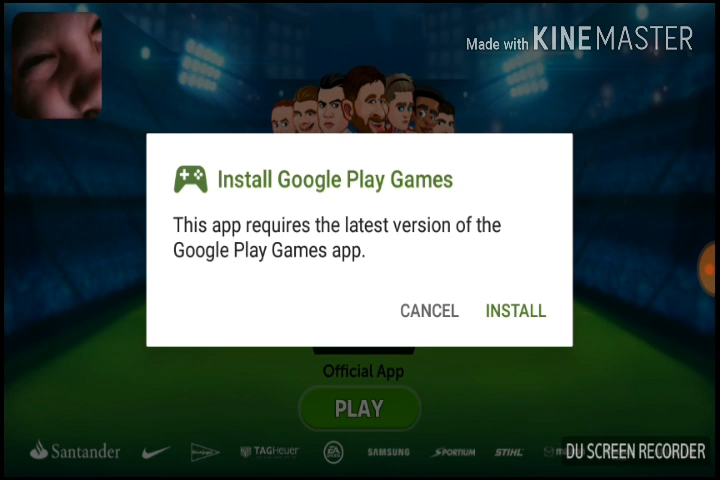 Made with KINEMASTER
Install Google Play Games
This app requires the latest version of the
Google Play Games app.
CANCEL INSTALL
Official App
PLAY
Santander TAGHeuer EA SPORTS SAMSUNG SPORTIUM STIHL
DU SCREEN RECORDER